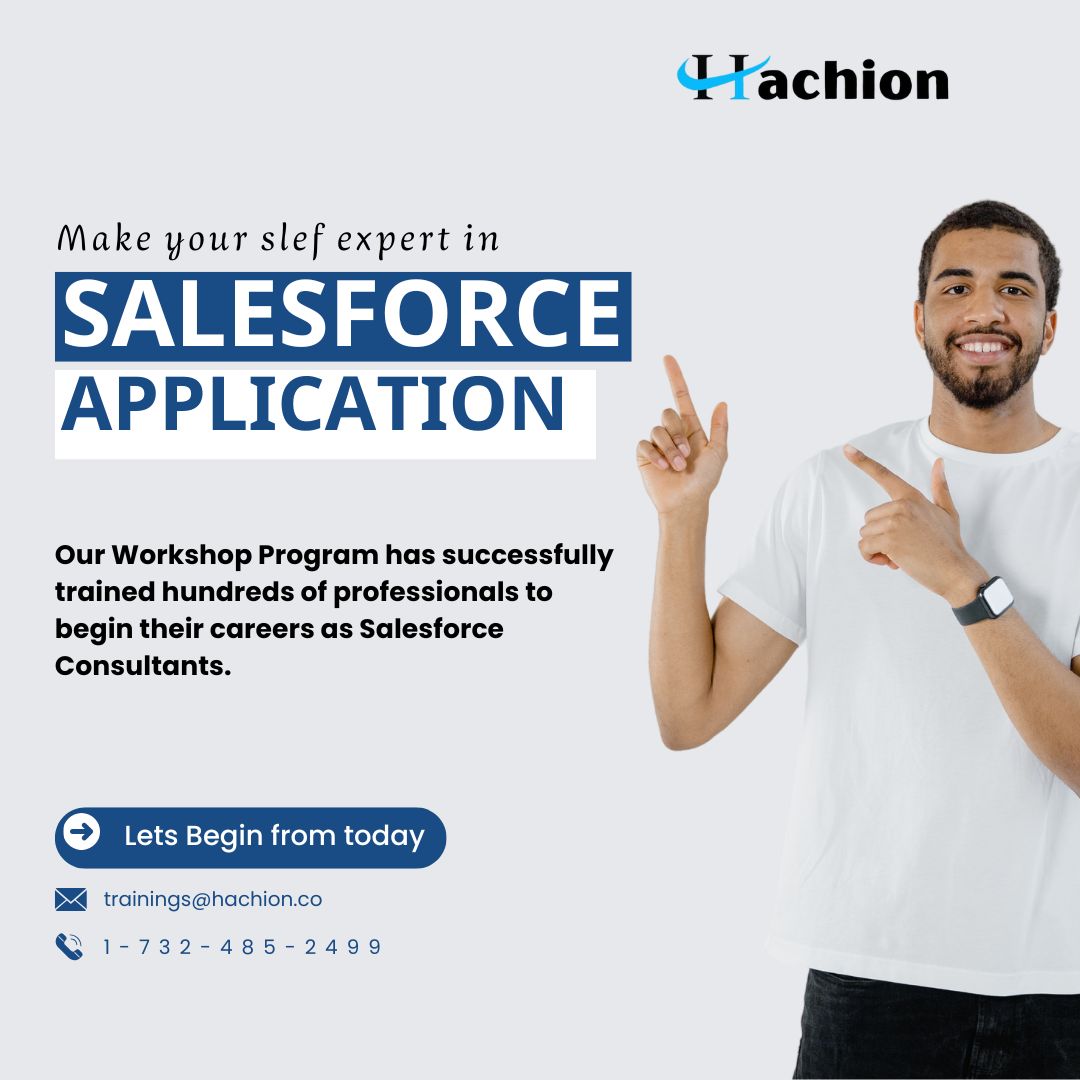 Hachion
Make your slef expert in
SALESFORCE
APPLICATION
Our Workshop Program has successfully
trained hundreds of professionals to
begin their careers as Salesforce
Consultants.
Lets Begin from today
trainings@hachion.co
1-732-485-2499